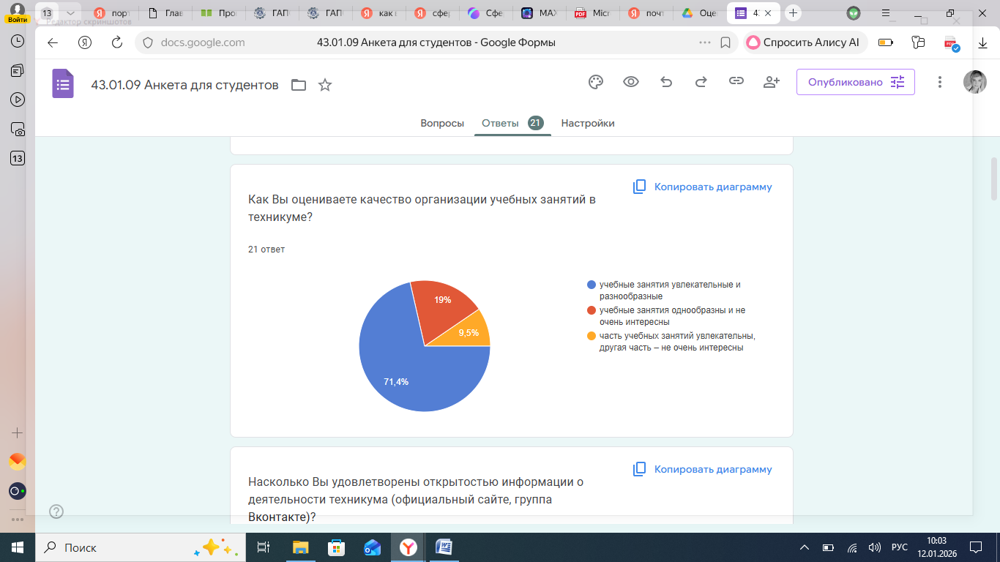 Войти
13
порт
Глав
Про
ГАП
ГАП
как в
сфер
Сфе
МА
Micr
почт
Оце
43
Редактор скриншотов
docs.google.com
43.01.09 Анкета для студентов - Google Формы
Спросить Алису AI
13
43.01.09 Анкета для студентов
Опубликовано
Вопросы
Ответы 21
Настройки
Копировать диаграмму
Как Вы оцениваете качество организации учебных занятий в
техникуме?
21 ответ
19%
9,5%
71,4%
учебные занятия увлекательные и
разнообразные
учебные занятия однообразны и не
очень интересны
часть учебных занятий увлекательны,
другая часть – не очень интересны
Копировать диаграмму
Насколько Вы удовлетворены открытостью информации о
деятельности техникума (официальный сайте, группа
Вконтакте)?
Поиск
РУС
10:03
12.01.2026